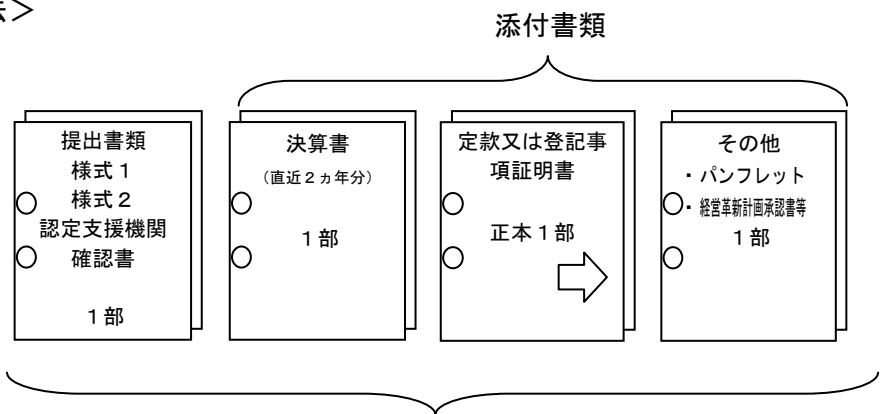 法＞
添付書類
提出書類
様式１
様式２
認定支援機関
確認書
１部
決算書
（直近２ヵ年分）
１部
定款又は登記事
項証明書
正本１部
その他
・パンフレット
・経営革新計画承認書等
１部